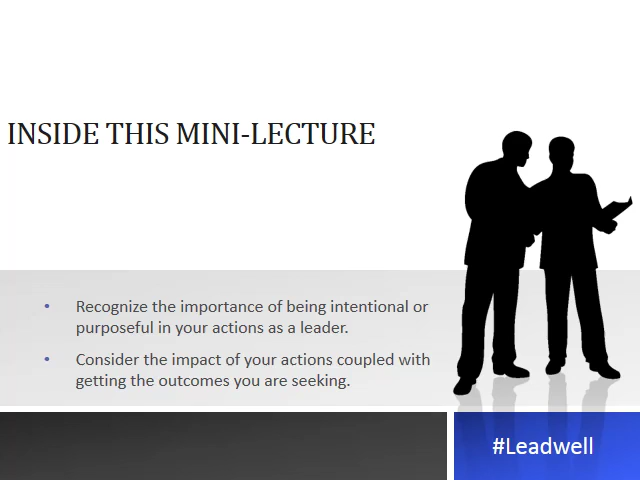 INSIDE THIS MINI-LECTURE
• Recognize the importance of being intentional or
purposeful in your actions as a leader.
• Consider the impact of your actions coupled with
getting the outcomes you are seeking.
#Leadwell